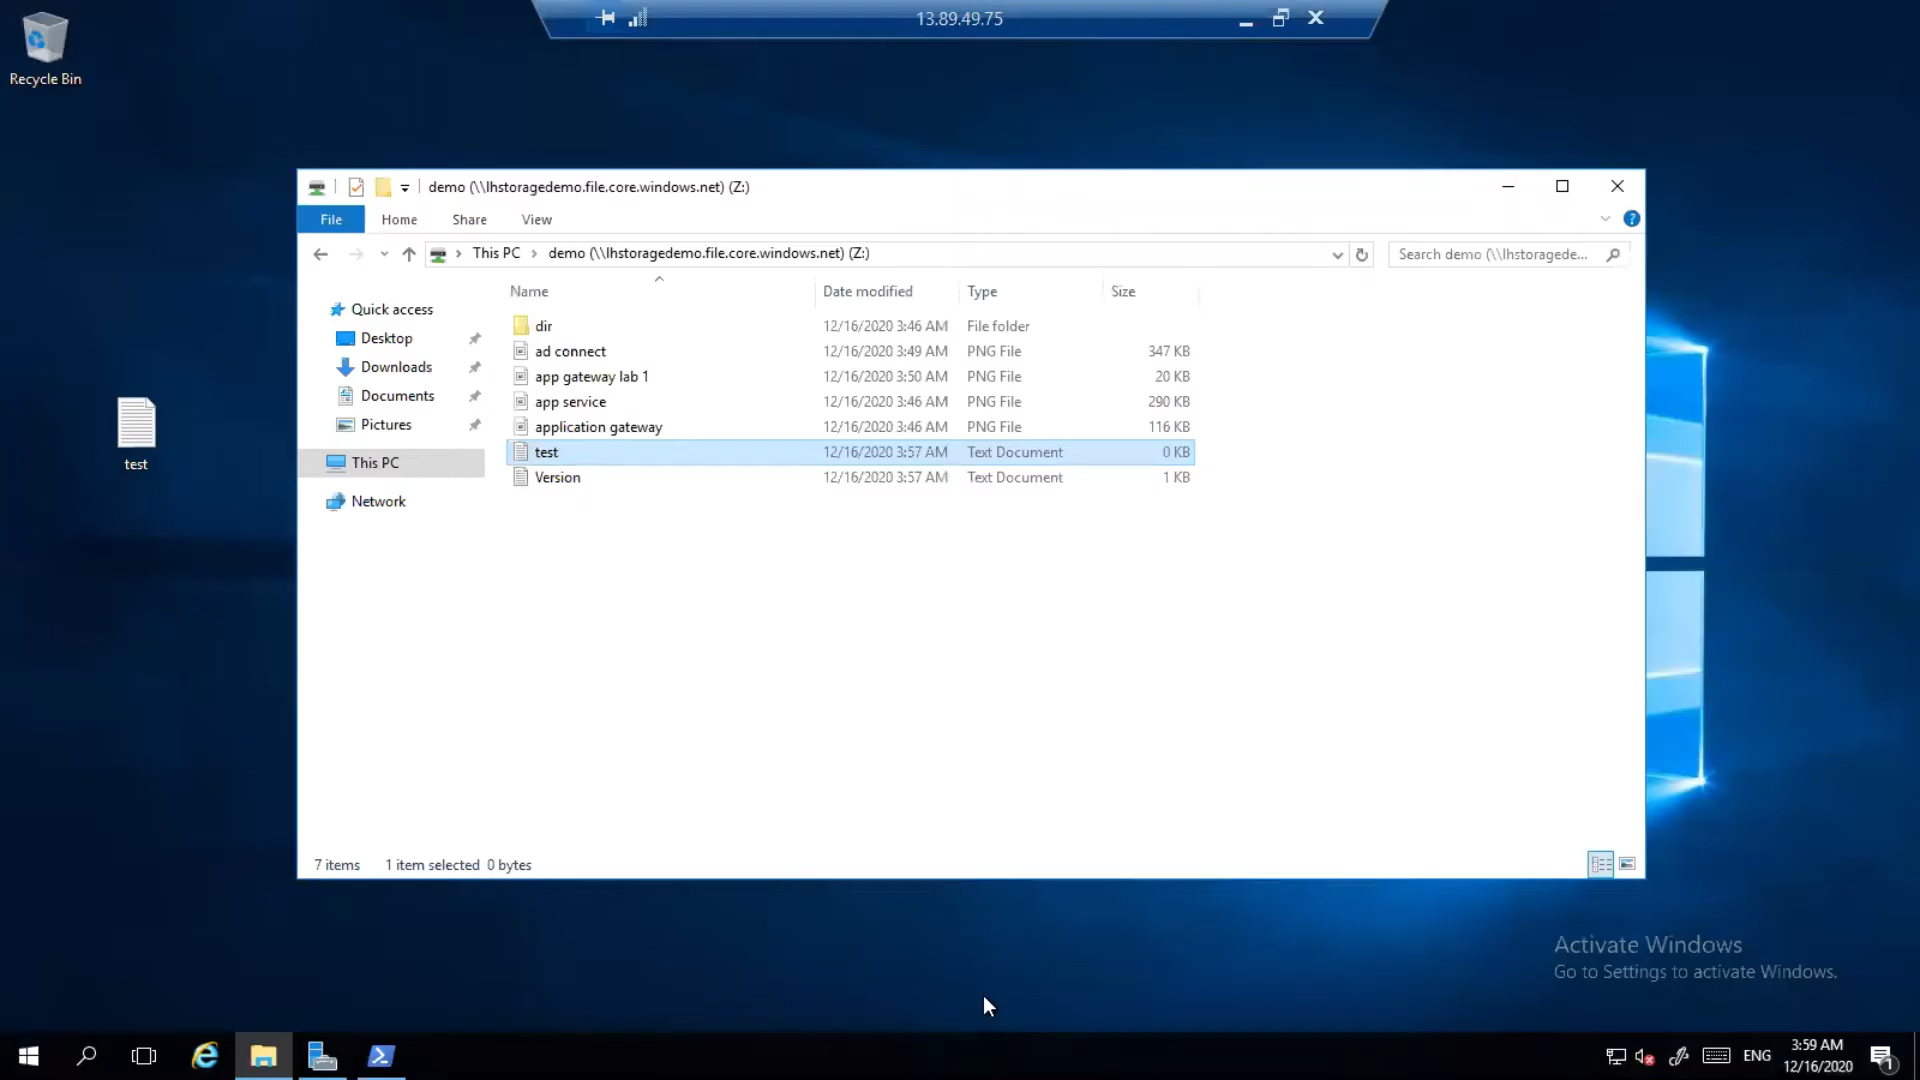 13.89.49.75
Recycle Bin
demo (\\lhstoragedemo.file.core.windows.net) (Z:)
File Home Share View
This PC demo (\\lhstoragedemo.file.core.windows.net) (Z:)
Search demo (\\lhstoragede...
Name Date modified Type Size
Quick access
Desktop
Downloads
Documents
Pictures
This PC
Network
dir 12/16/2020 3:46 AM File folder
ad connect 12/16/2020 3:49 AM PNG File 347 KB
app gateway lab 1 12/16/2020 3:50 AM PNG File 20 KB
app service 12/16/2020 3:46 AM PNG File 290 KB
application gateway 12/16/2020 3:46 AM PNG File 116 KB
test 12/16/2020 3:57 AM Text Document 0 KB
Version 12/16/2020 3:57 AM Text Document 1 KB
test
7 items 1 item selected 0 bytes
Activate Windows
Go to Settings to activate Windows.
ENG
3:59 AM
12/16/2020
1